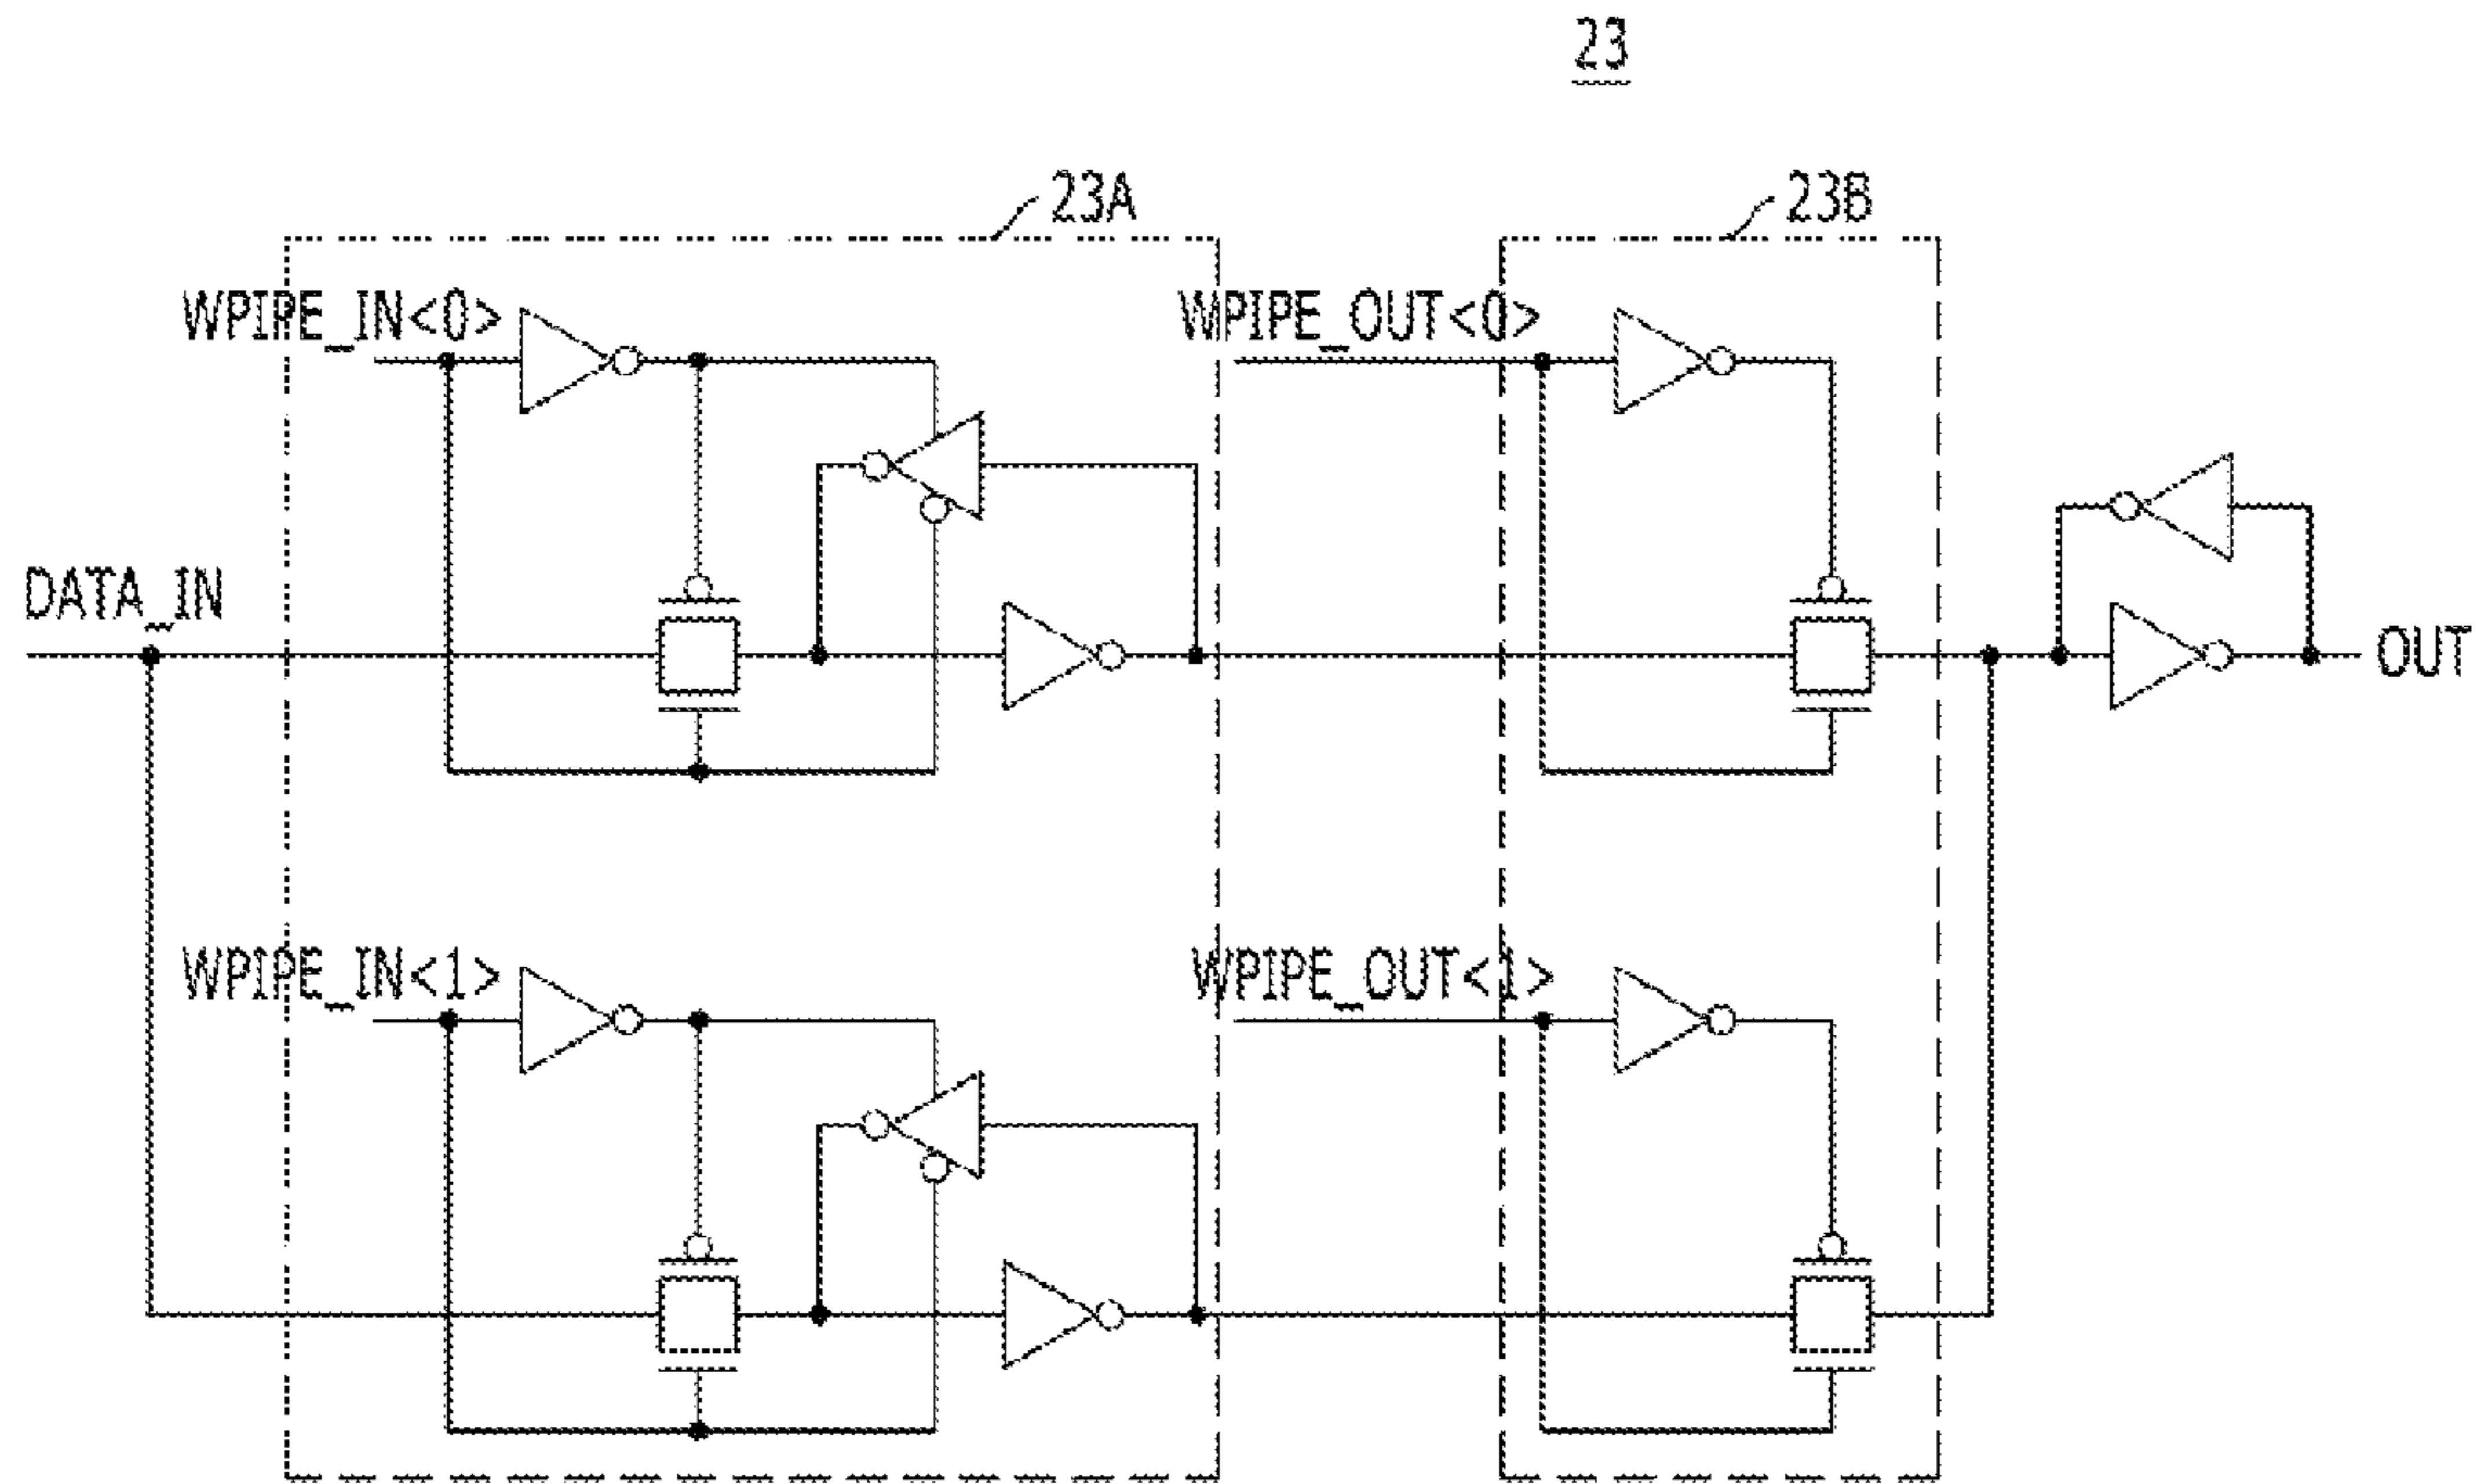 23
23A
23B
WPIPE_IN<0>
WPIPE_OUT<0>
DATA_IN
OUT
WPIPE_IN<1>
WPIPE_OUT<1>